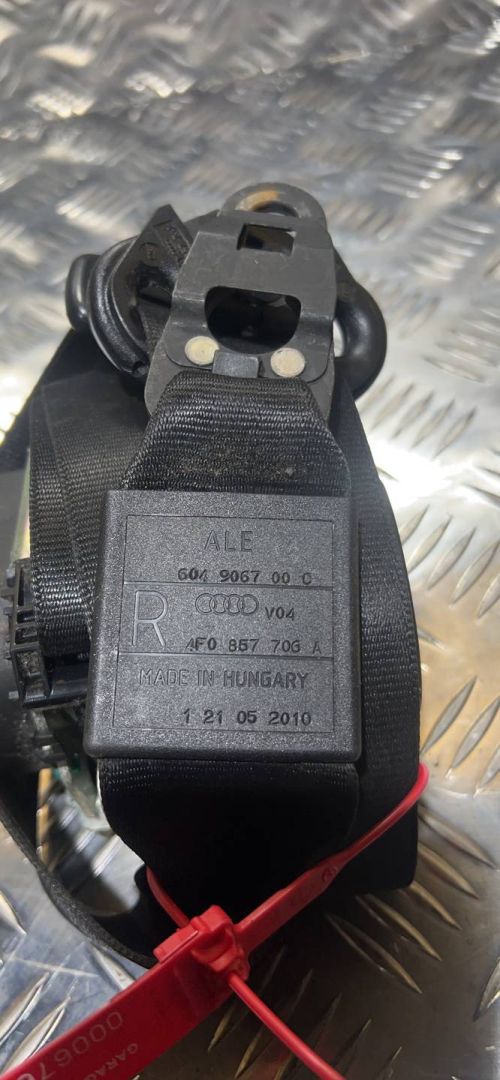 ALE
604 9067 00 C
R
V04
4F0 857 706 A
MADE IN HUNGARY
1 21 05 2010